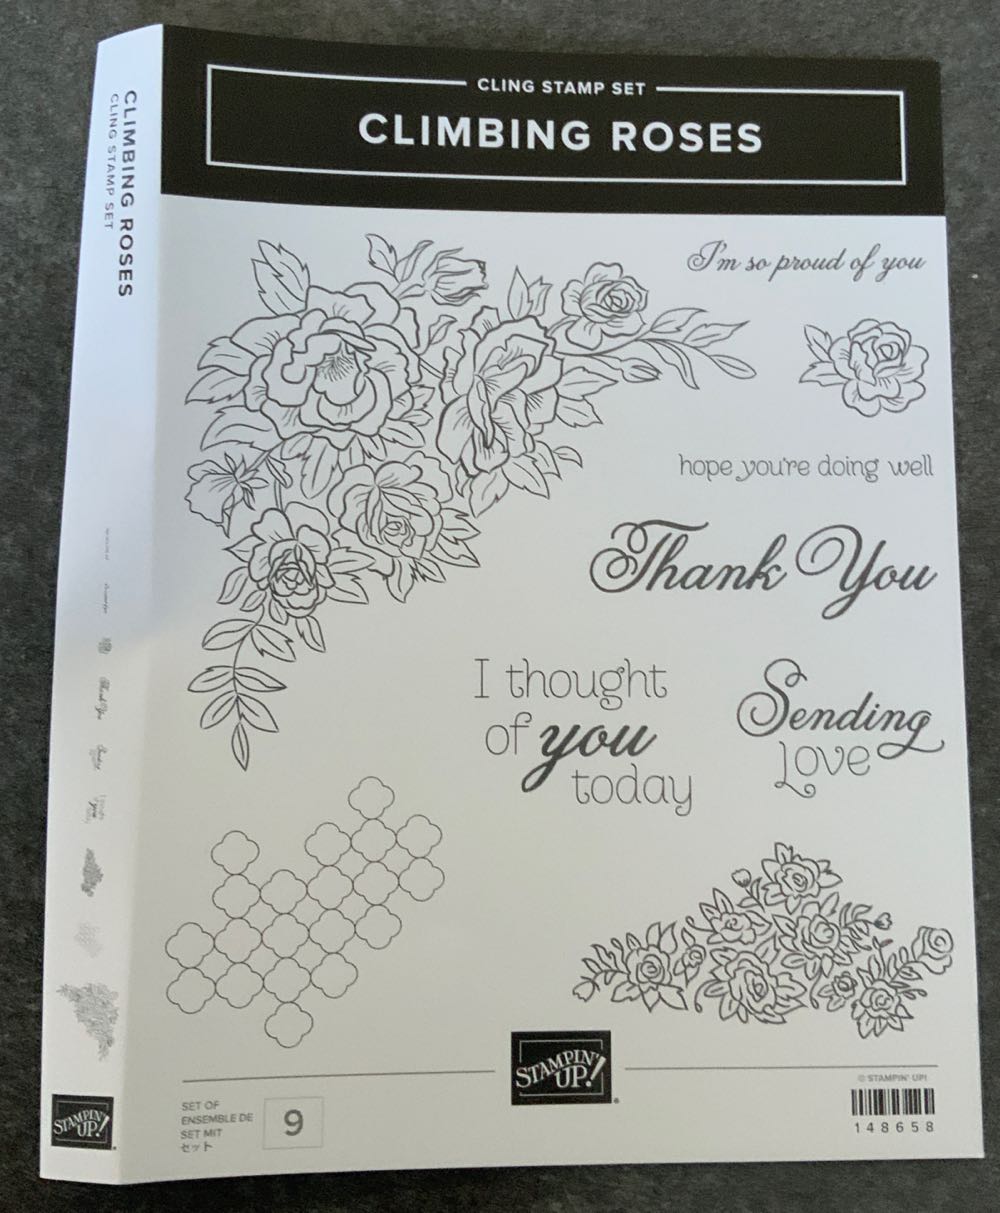 CLING STAMP SET
CLIMBING ROSES
CLIMBING ROSES
CLING STAMP SET
I'm so proud of you
hope you're doing well
Thank You
I thought
of you
today
Sending
Love
STAMPIN'
UP!
© STAMPIN' UP!
148658
SET OF
ENSEMBLE DE
SET MIT
セット
9
STAMPIN'
UP!